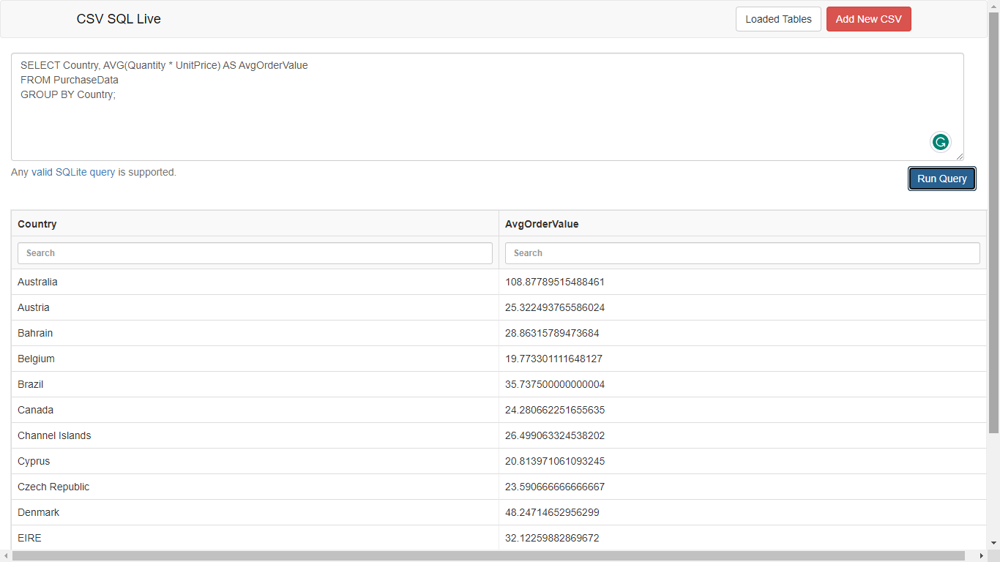 CSV SQL Live
Loaded Tables
Add New CSV
SELECT Country, AVG(Quantity * UnitPrice) AS AvgOrderValue
FROM PurchaseData
GROUP BY Country;
Any valid SQLite query is supported.
Run Query
Country AvgOrderValue
Search Search
Australia 108.87789515488461
Austria 25.322493765586024
Bahrain 28.86315789473684
Belgium 19.773301111648127
Brazil 35.737500000000004
Canada 24.280662251655635
Channel Islands 26.499063324538202
Cyprus 20.813971061093245
Czech Republic 23.590666666666667
Denmark 48.24714652956299
EIRE 32.12259882869672